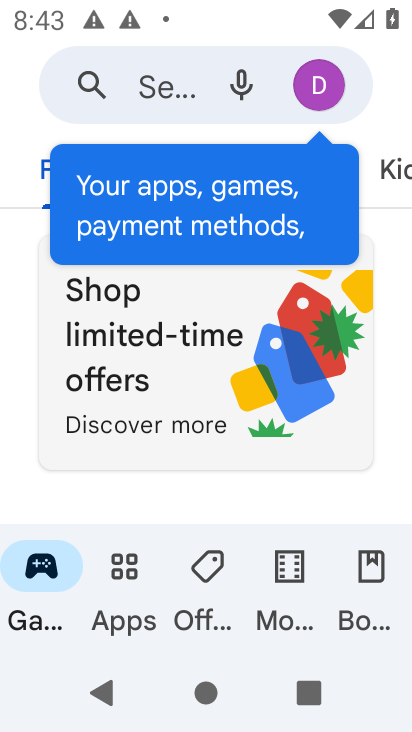 8:43
Se...
D
F
Kid
Your apps, games,
payment methods,
Shop
limited-time
offers
Discover more
Ga...
Apps
Off...
Mo...
Bo...